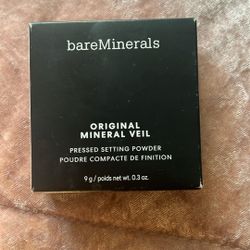 bareMinerals
ORIGINAL
MINERAL VEIL
PRESSED SETTING POWDER
POUDRE COMPACTE DE FINITION
9 g / poids net wt. 0.3 oz.